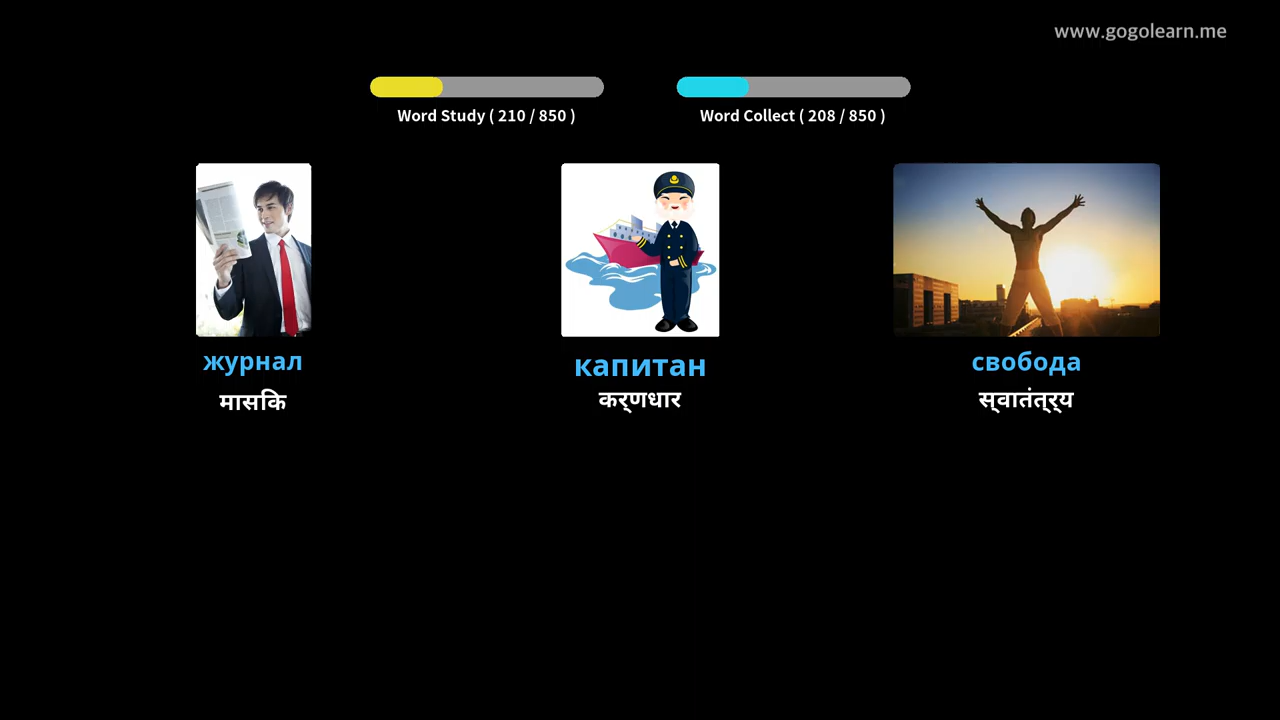 www.gogolearn.me
Word Study ( 210 / 850 )
Word Collect ( 208 / 850 )
журнал
капитан
свобода
मासिक
कर्णधार
स्वातंत्र्य